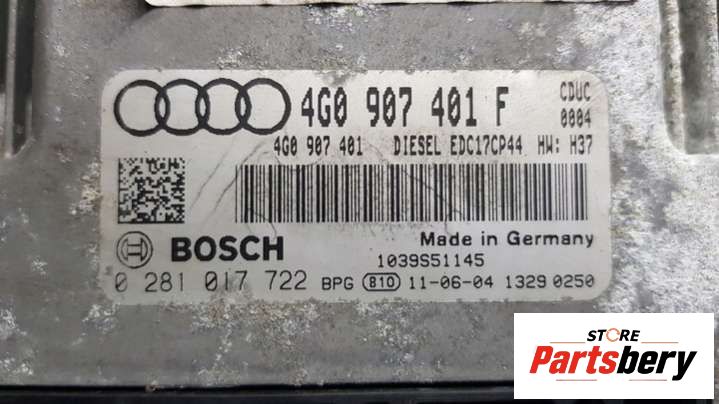 4G0 907 401 F CDUC
0004
4G0 907 401 DIESEL EDC17CP44 HW: H37
BOSCH
Made in Germany
1039S51145
0 281 017 722 BPG 810 11-06-04 1329 0250
STORE
Partsbery